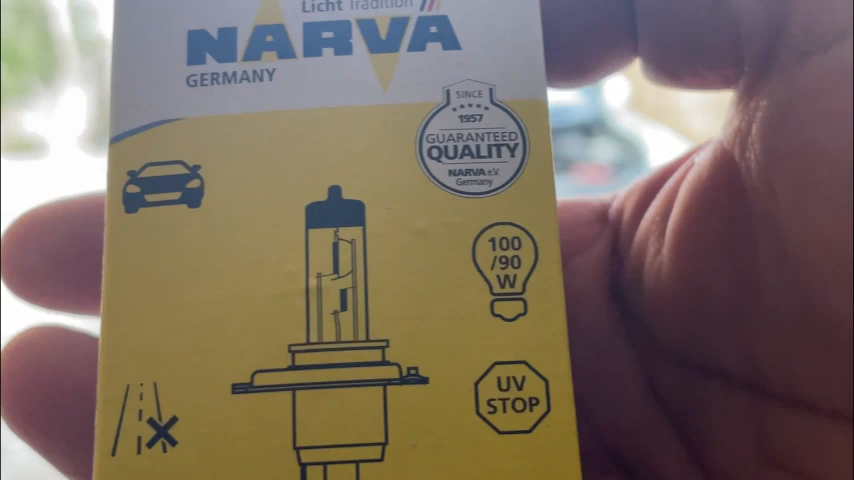 Licht Tradition
NARVA
GERMANY
SINCE
1957
GUARANTEED
QUALITY
NARVA e.V.
Germany
100
/90
W
UV
STOP